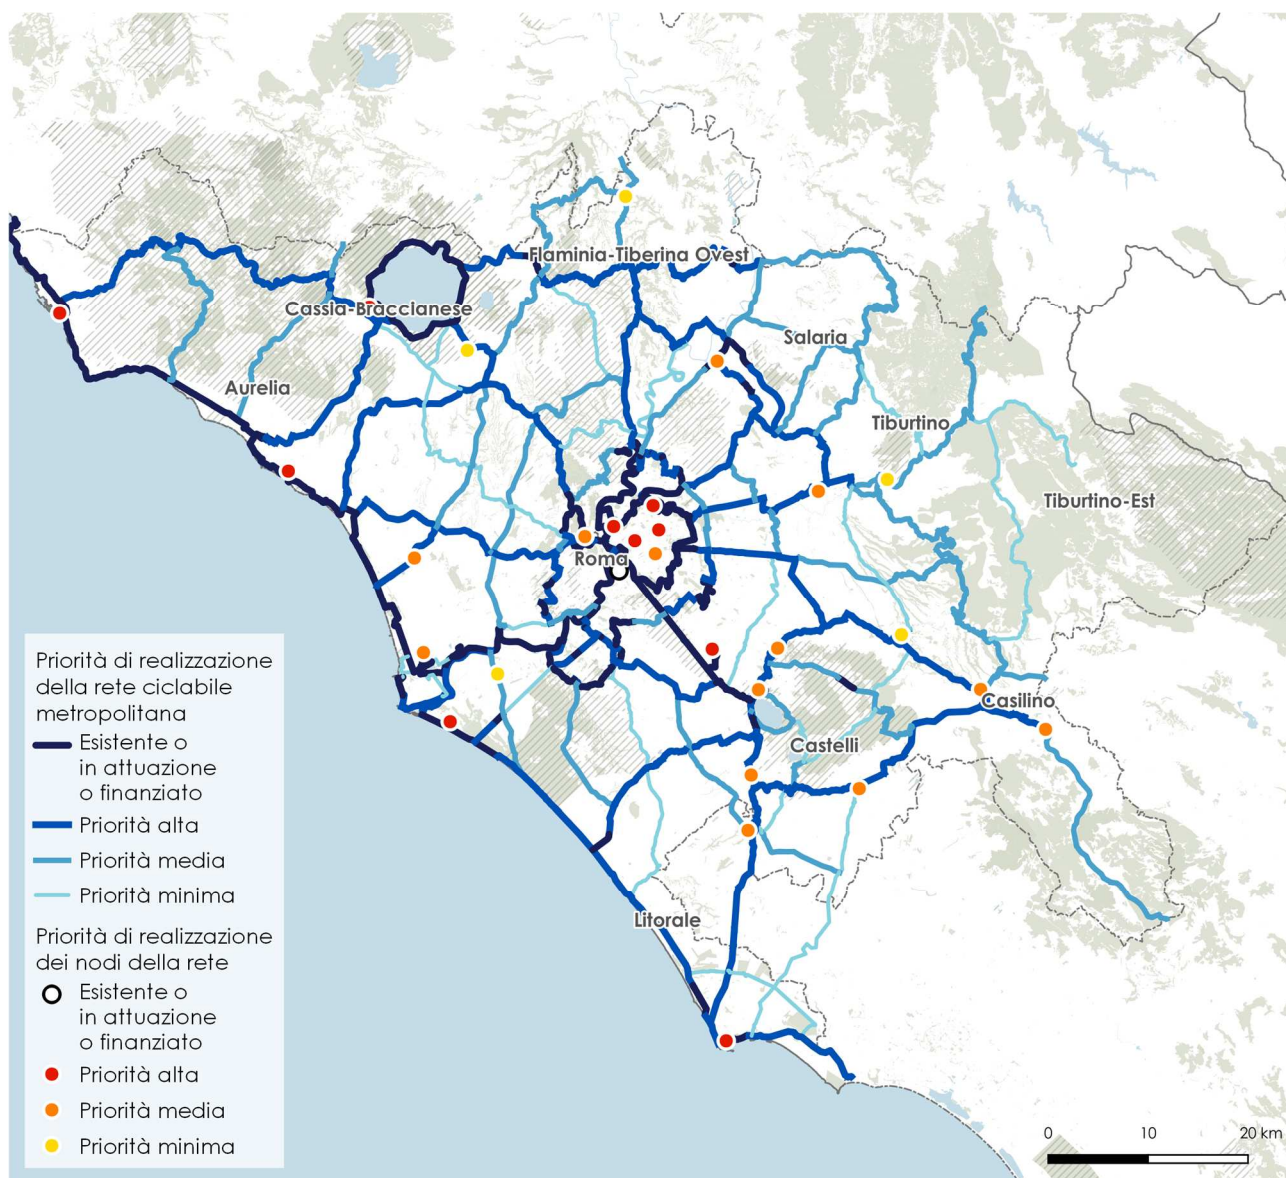 Flaminia-Tiberina Ovest
Cassia-Braccianese
Salaria
Aurelia
Tiburtino
Tiburtino-Est
Roma
Casilino
Castelli
Litorale
Priorità di realizzazione
della rete ciclabile
metropolitana
Esistente o
in attuazione
o finanziato
Priorità alta
Priorità media
Priorità minima
Priorità di realizzazione
dei nodi della rete
Esistente o
in attuazione
o finanziato
Priorità alta
Priorità media
Priorità minima
0 10 20 km